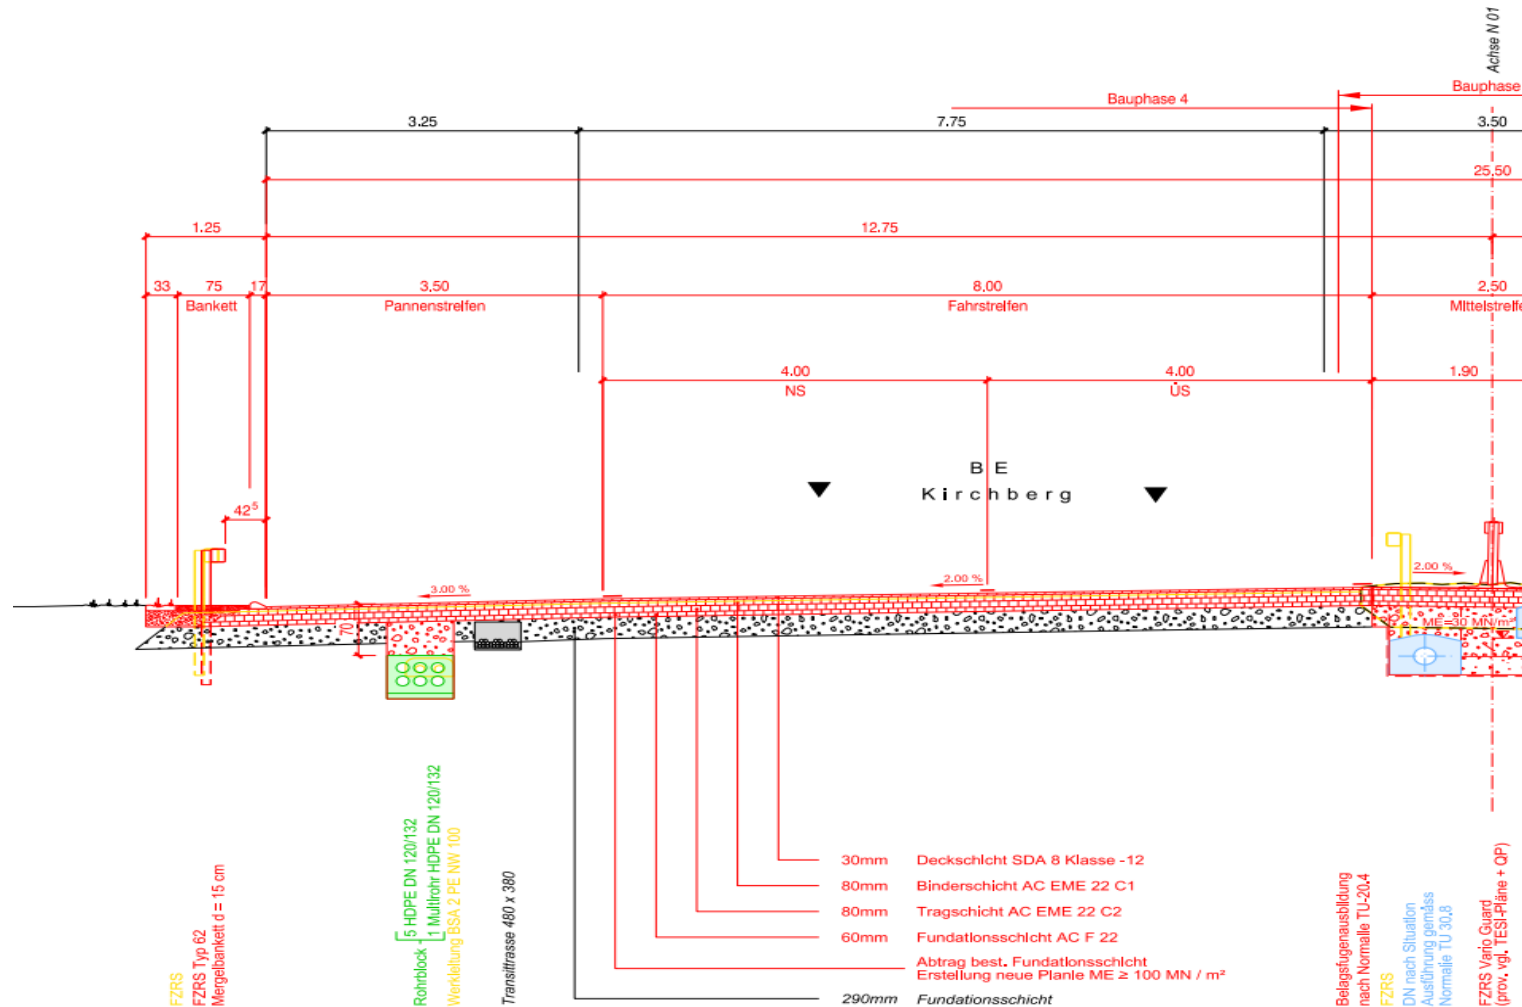 Achse N 01
Bauphase
Bauphase 4
3.25
7.75
3.50
25.50
1.25
12.75
33
75
17
3.50
8.00
2.50
Bankett
Pannenstreifen
Fahrstreifen
Mittelstreife
4.00
4.00
1.90
NS
ÜS
B E
Kirchberg
42⁵
3.00 %
2.00 %
2.00 %
70
ME=30 MN/m²
30mm Deckschicht SDA 8 Klasse -12
80mm Binderschicht AC EME 22 C1
80mm Tragschicht AC EME 22 C2
60mm Fundationsschicht AC F 22
Abtrag best. Fundationsschicht
Erstellung neue Planie ME ≥ 100 MN / m²
290mm Fundationsschicht
FZRS
FZRS Typ 62
Mergelbankett d = 15 cm
Rohrblock
5 HDPE DN 120/132
1 Multirohr HDPE DN 120/132
Werkleitung BSA 2 PE NW 100
Transittrasse 480 x 380
Belagsfugenausbildung
nach Normalie TU-20.4
FZRS
DN nach Situation
Ausführung gemäss
Normalie TU 30.8
FZRS Vario Guard
(prov. vgl. TESI-Pläne + QP)